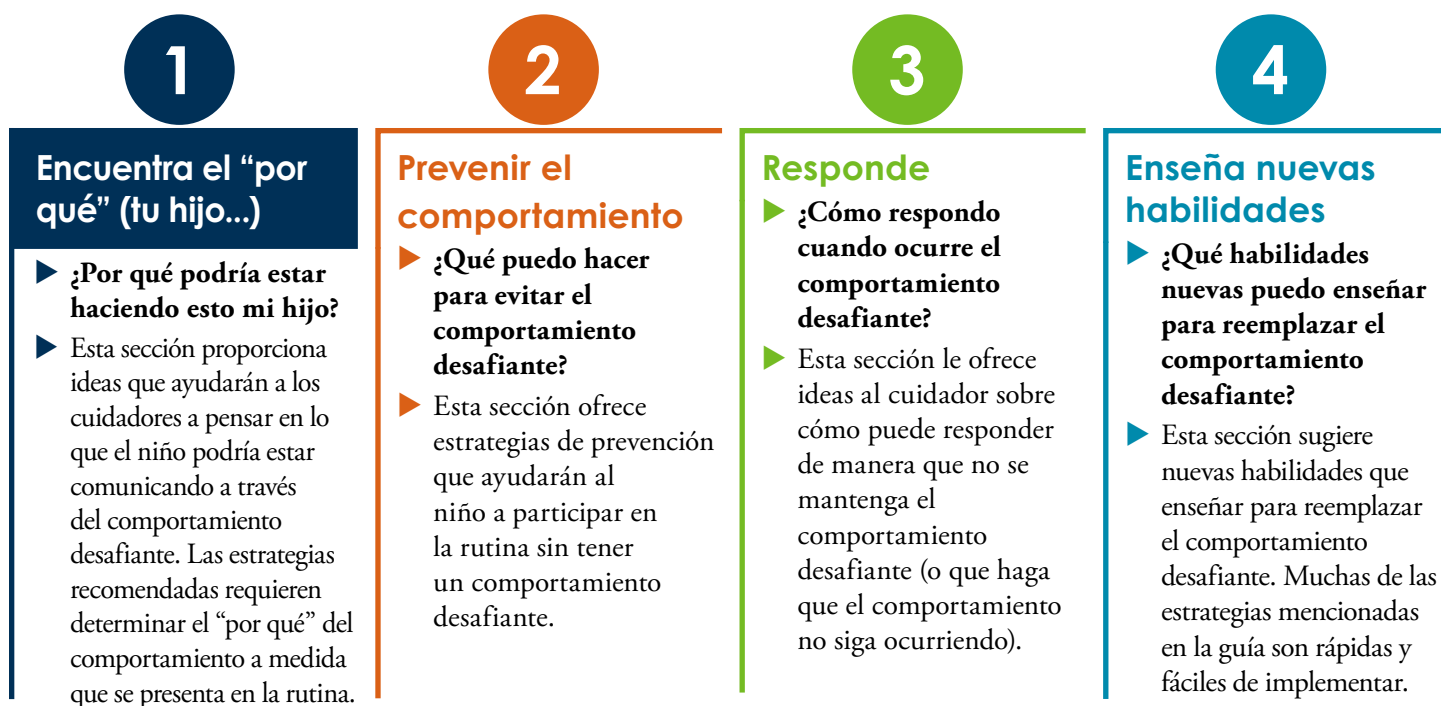 1
Encuentra el “por
qué” (tu hijo...)
¿Por qué podría estar
haciendo esto mi hijo?
Esta sección proporciona
ideas que ayudarán a los
cuidadores a pensar en lo
que el niño podría estar
comunicando a través
del comportamiento
desafiante. Las estrategias
recomendadas requieren
determinar el “por qué” del
comportamiento a medida
que se presenta en la rutina.
2
Prevenir el
comportamiento
¿Qué puedo hacer
para evitar el
comportamiento
desafiante?
Esta sección ofrece
estrategias de prevención
que ayudarán al
niño a participar en
la rutina sin tener
un comportamiento
desafiante.
3
Responde
¿Cómo respondo
cuando ocurre el
comportamiento
desafiante?
Esta sección le ofrece
ideas al cuidador sobre
cómo puede responder
de manera que no se
mantenga el
comportamiento
desafiante (o que haga
que el comportamiento
no siga ocurriendo).
4
Enseña nuevas
habilidades
¿Qué habilidades
nuevas puedo enseñar
para reemplazar el
comportamiento
desafiante?
Esta sección sugiere
nuevas habilidades que
enseñar para reemplazar
el comportamiento
desafiante. Muchas de las
estrategias mencionadas
en la guía son rápidas y
fáciles de implementar.